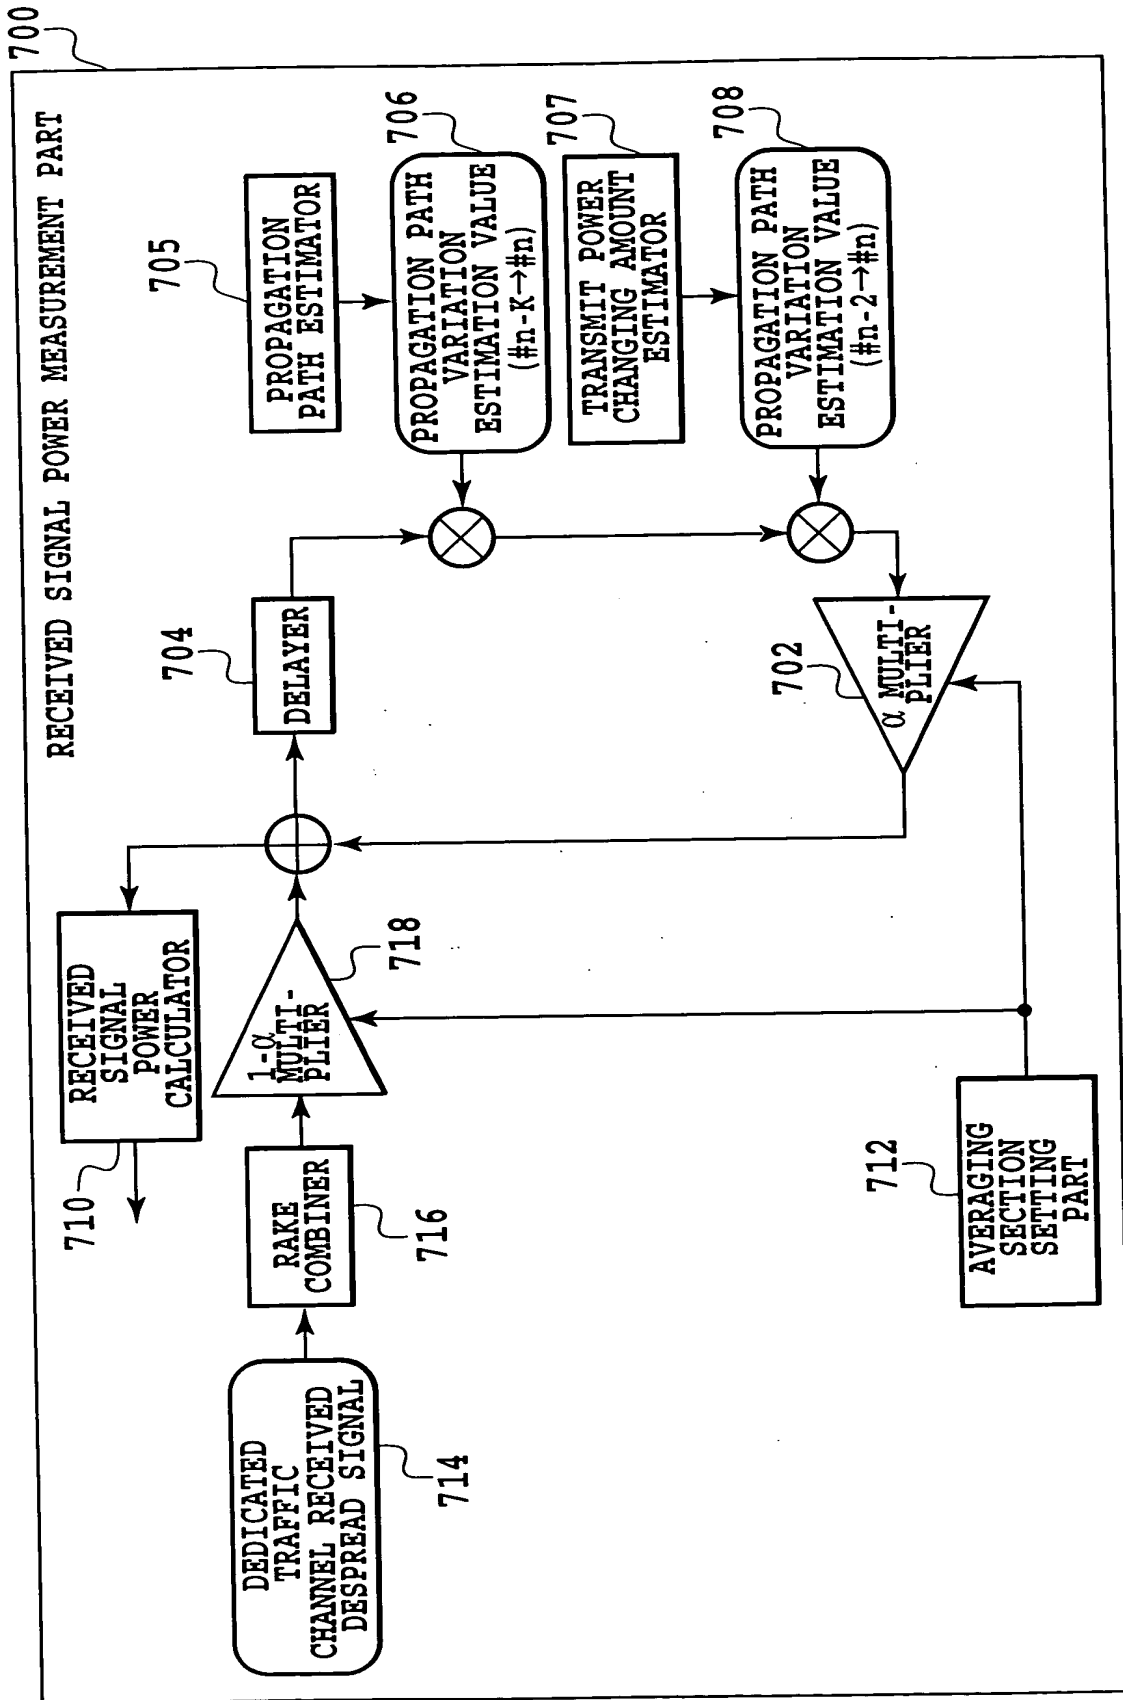 700
RECEIVED SIGNAL POWER MEASUREMENT PART
705
PROPAGATION
PATH ESTIMATOR
706
PROPAGATION PATH
VARIATION
ESTIMATION VALUE
(#n-K→#n)
707
TRANSMIT POWER
CHANGING AMOUNT
ESTIMATOR
708
PROPAGATION PATH
VARIATION
ESTIMATION VALUE
(#n-2→#n)
704
DELAYER
702
α MULTI-
PLIER
RECEIVED
SIGNAL
POWER
CALCULATOR
710
1-α
MULTI-
PLIER
718
RAKE
COMBINER
716
DEDICATED
TRAFFIC
CHANNEL RECEIVED
DESPREAD SIGNAL
714
712
AVERAGING
SECTION
SETTING
PART